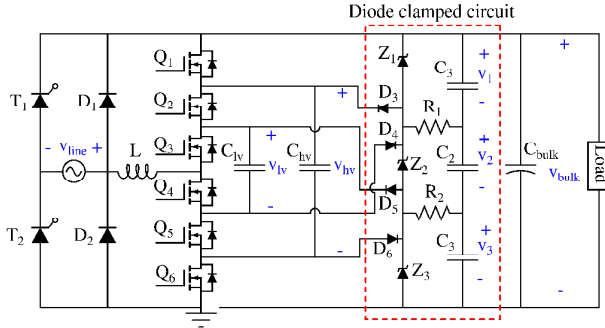 Diode clamped circuit
Q1
Z1
+
C3
v1
-
+
T1
D1
Q2
+
D3
R1
D4
- vline +
L
Q3
Clv
+
vlv
-
Chv
vhv
-
Z2
+
C2
v2
-
Cbulk
vbulk
Load
Q4
D5
R2
T2
D2
Q5
D6
+
C3
v3
-
Q6
Z3
-